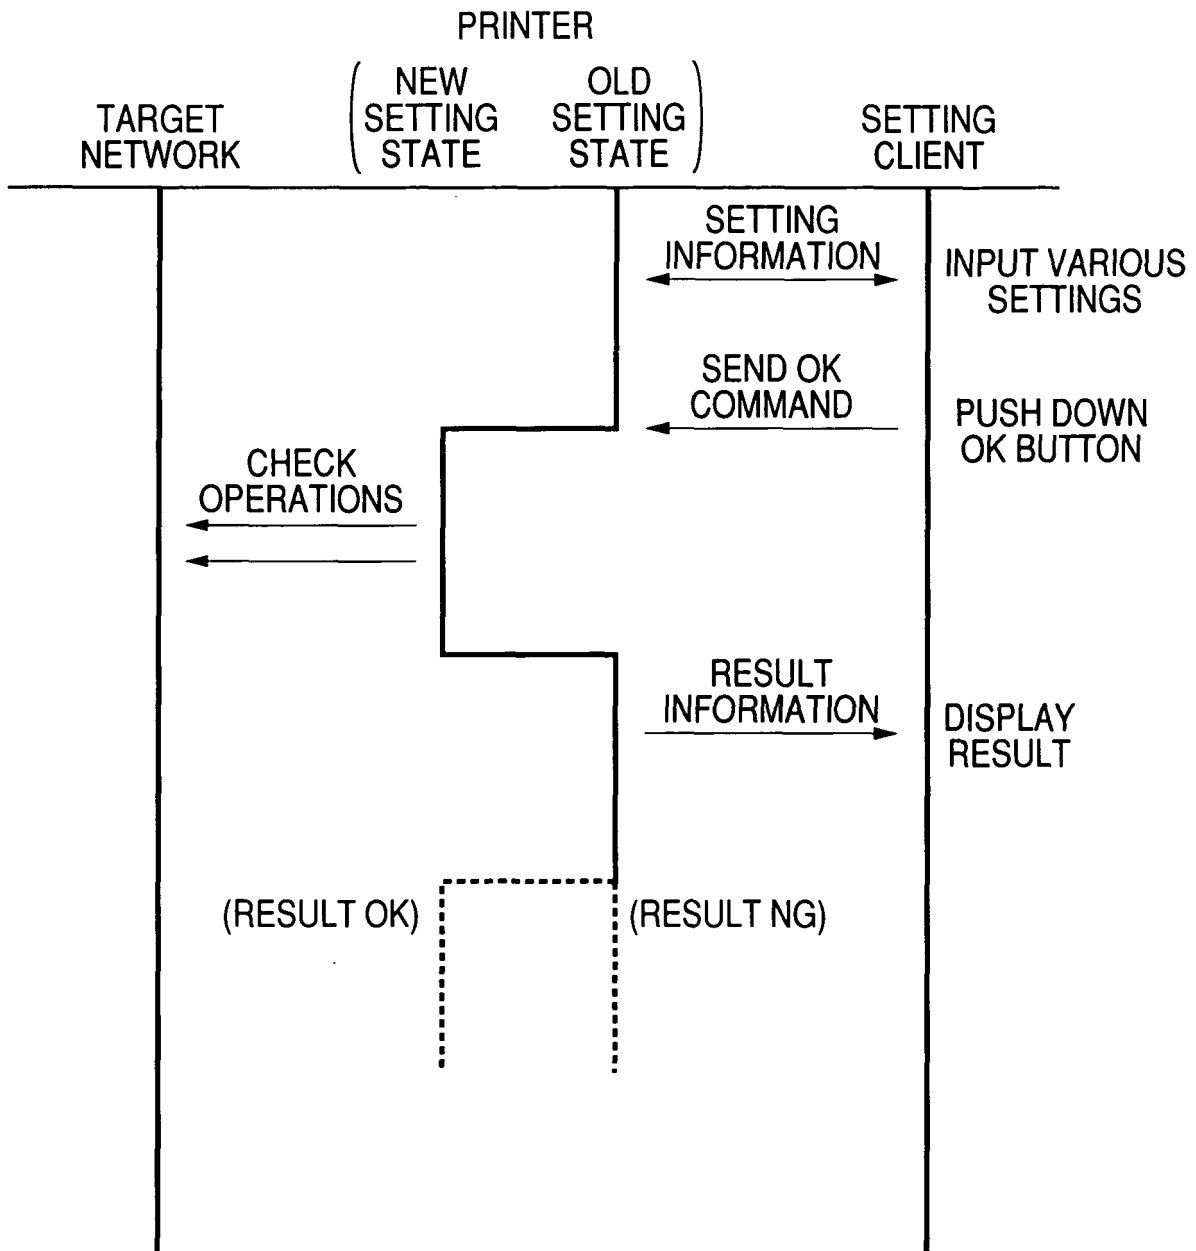 PRINTER
NEW
SETTING
STATE
OLD
SETTING
STATE
TARGET
NETWORK
SETTING
CLIENT
SETTING
INFORMATION
INPUT VARIOUS
SETTINGS
SEND OK
COMMAND
PUSH DOWN
OK BUTTON
CHECK
OPERATIONS
RESULT
INFORMATION
DISPLAY
RESULT
(RESULT OK)
(RESULT NG)